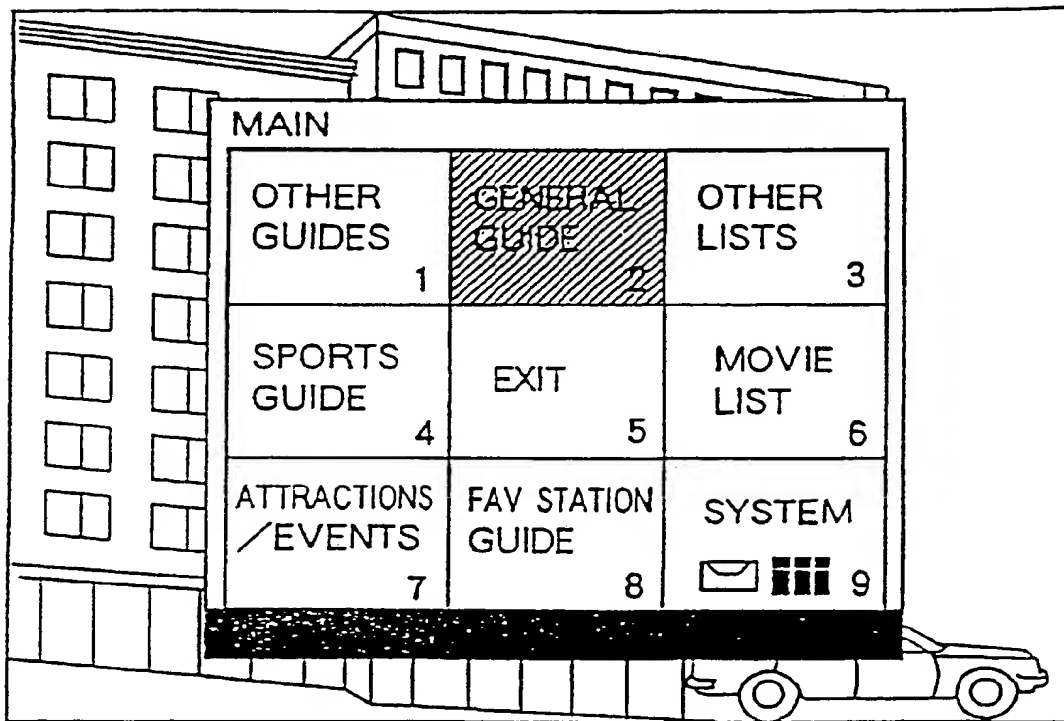 MAIN
OTHER
GUIDES
1
GENERAL
GUIDE
2
OTHER
LISTS
3
SPORTS
GUIDE
4
EXIT
5
MOVIE
LIST
6
ATTRACTIONS
/EVENTS
7
FAV STATION
GUIDE
8
SYSTEM
9